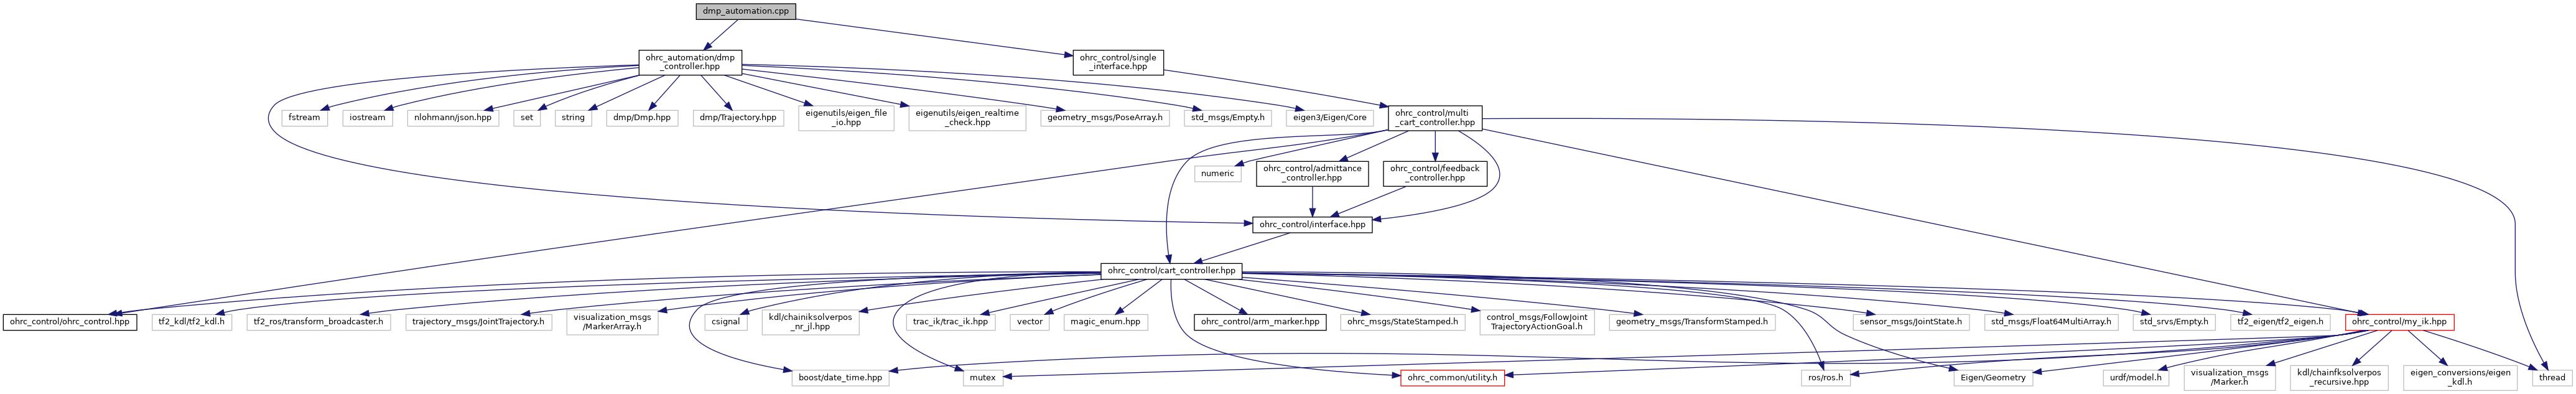 dmp_automation.cpp
ohrc_automation/dmp
_controller.hpp
ohrc_control/single
_interface.hpp
fstream
iostream
nlohmann/json.hpp
set
string
dmp/Dmp.hpp
dmp/Trajectory.hpp
eigenutils/eigen_file
_io.hpp
eigenutils/eigen_realtime
_check.hpp
geometry_msgs/PoseArray.h
std_msgs/Empty.h
eigen3/Eigen/Core
ohrc_control/multi
_cart_controller.hpp
numeric
ohrc_control/admittance
_controller.hpp
ohrc_control/feedback
_controller.hpp
ohrc_control/interface.hpp
ohrc_control/cart_controller.hpp
ohrc_control/ohrc_control.hpp
tf2_kdl/tf2_kdl.h
tf2_ros/transform_broadcaster.h
trajectory_msgs/JointTrajectory.h
visualization_msgs
/MarkerArray.h
csignal
kdl/chainiksolverpos
_nr_jl.hpp
trac_ik/trac_ik.hpp
vector
magic_enum.hpp
ohrc_control/arm_marker.hpp
ohrc_msgs/StateStamped.h
control_msgs/FollowJoint
TrajectoryActionGoal.h
geometry_msgs/TransformStamped.h
sensor_msgs/JointState.h
std_msgs/Float64MultiArray.h
std_srvs/Empty.h
tf2_eigen/tf2_eigen.h
ohrc_control/my_ik.hpp
boost/date_time.hpp
mutex
ohrc_common/utility.h
ros/ros.h
Eigen/Geometry
urdf/model.h
visualization_msgs
/Marker.h
kdl/chainfksolverpos
_recursive.hpp
eigen_conversions/eigen
_kdl.h
thread